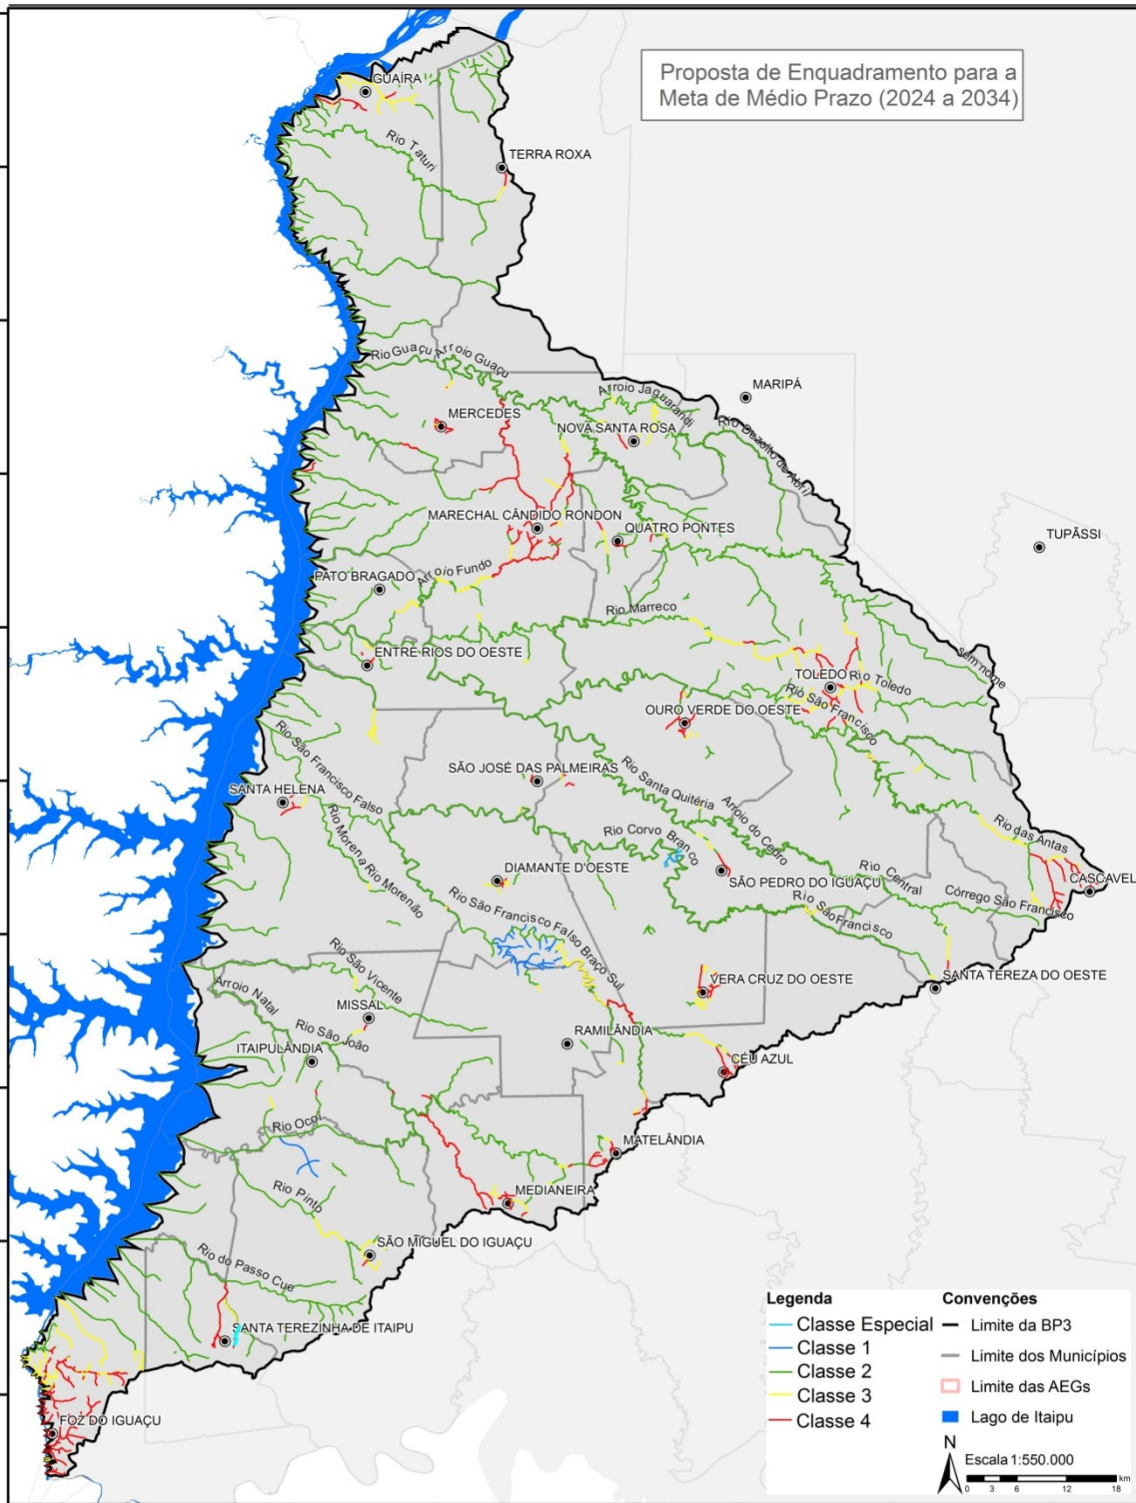 Proposta de Enquadramento para a
Meta de Médio Prazo (2024 a 2034)
GUAÍRA
Rio Taturi
TERRA ROXA
Rio Guaçu
Arroio Guaçu
Arroio Jaguarandi
MARIPÁ
MERCEDES
NOVA SANTA ROSA
Rio Dezoito de Abril
MARECHAL CÂNDIDO RONDON
QUATRO PONTES
TUPÃSSI
Arroio Fundo
PATO BRAGADO
Rio Marreco
ENTRE RIOS DO OESTE
sem nome
TOLEDO
Rio Toledo
Rio São Francisco
OURO VERDE DO OESTE
Rio São Francisco Falso
SÃO JOSÉ DAS PALMEIRAS
Rio Santa Quitéria
SANTA HELENA
Arroio do Cedro
Rio das Antas
Rio Morena
Rio Morenão
Rio Corvo Branco
DIAMANTE D'OESTE
SÃO PEDRO DO IGUAÇU
Rio Central
CASCAVEL
Córrego São Francisco
Rio São Francisco Falso Braço Sul
Rio SãoFrancisco
Rio São Vicente
VERA CRUZ DO OESTE
SANTA TEREZA DO OESTE
Arroio Natal
MISSAL
Rio São João
RAMILÂNDIA
ITAIPULÂNDIA
CÉU AZUL
Rio Ocoí
MATELÂNDIA
Rio Pinto
MEDIANEIRA
SÃO MIGUEL DO IGUAÇU
Rio do Passo Cue
SANTA TEREZINHA DE ITAIPU
FOZ DO IGUAÇU
Legenda
Classe Especial
Classe 1
Classe 2
Classe 3
Classe 4
Convenções
Limite da BP3
Limite dos Municípios
Limite das AEGs
Lago de Itaipu
N
Escala 1:550.000
km
0 3 6 12 18